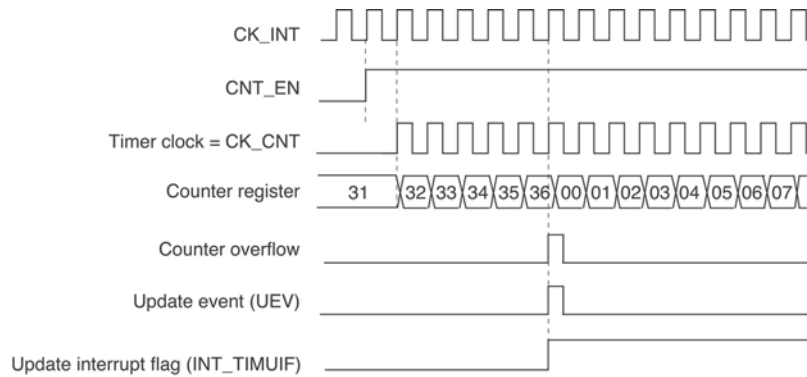 CK_INT
CNT_EN
Timer clock = CK_CNT
Counter register 31 32 33 34 35 36 00 01 02 03 04 05 06 07
Counter overflow
Update event (UEV)
Update interrupt flag (INT_TIMUIF)